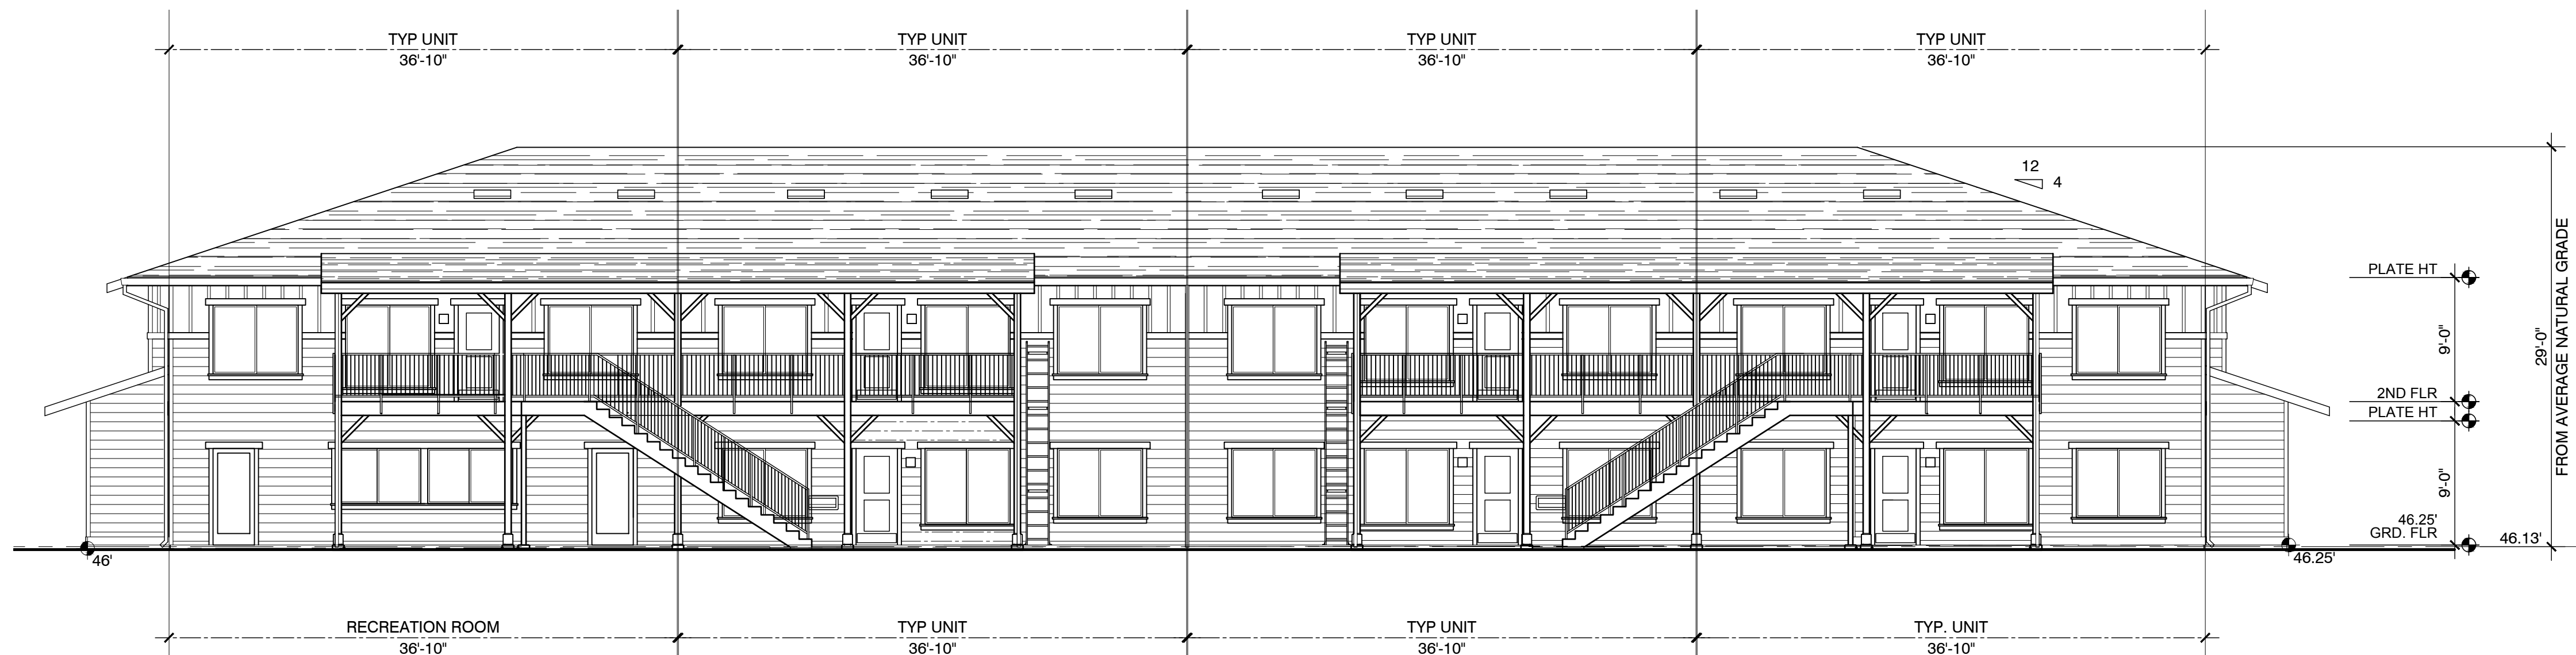 TYP UNIT
36'-10"
TYP UNIT
36'-10"
TYP UNIT
36'-10"
TYP UNIT
36'-10"
12
4
PLATE HT
9'-0"
2ND FLR
PLATE HT
9'-0"
46.25'
GRD. FLR
46.13'
29'-0"
FROM AVERAGE NATURAL GRADE
46'
46.25'
RECREATION ROOM
36'-10"
TYP UNIT
36'-10"
TYP UNIT
36'-10"
TYP. UNIT
36'-10"